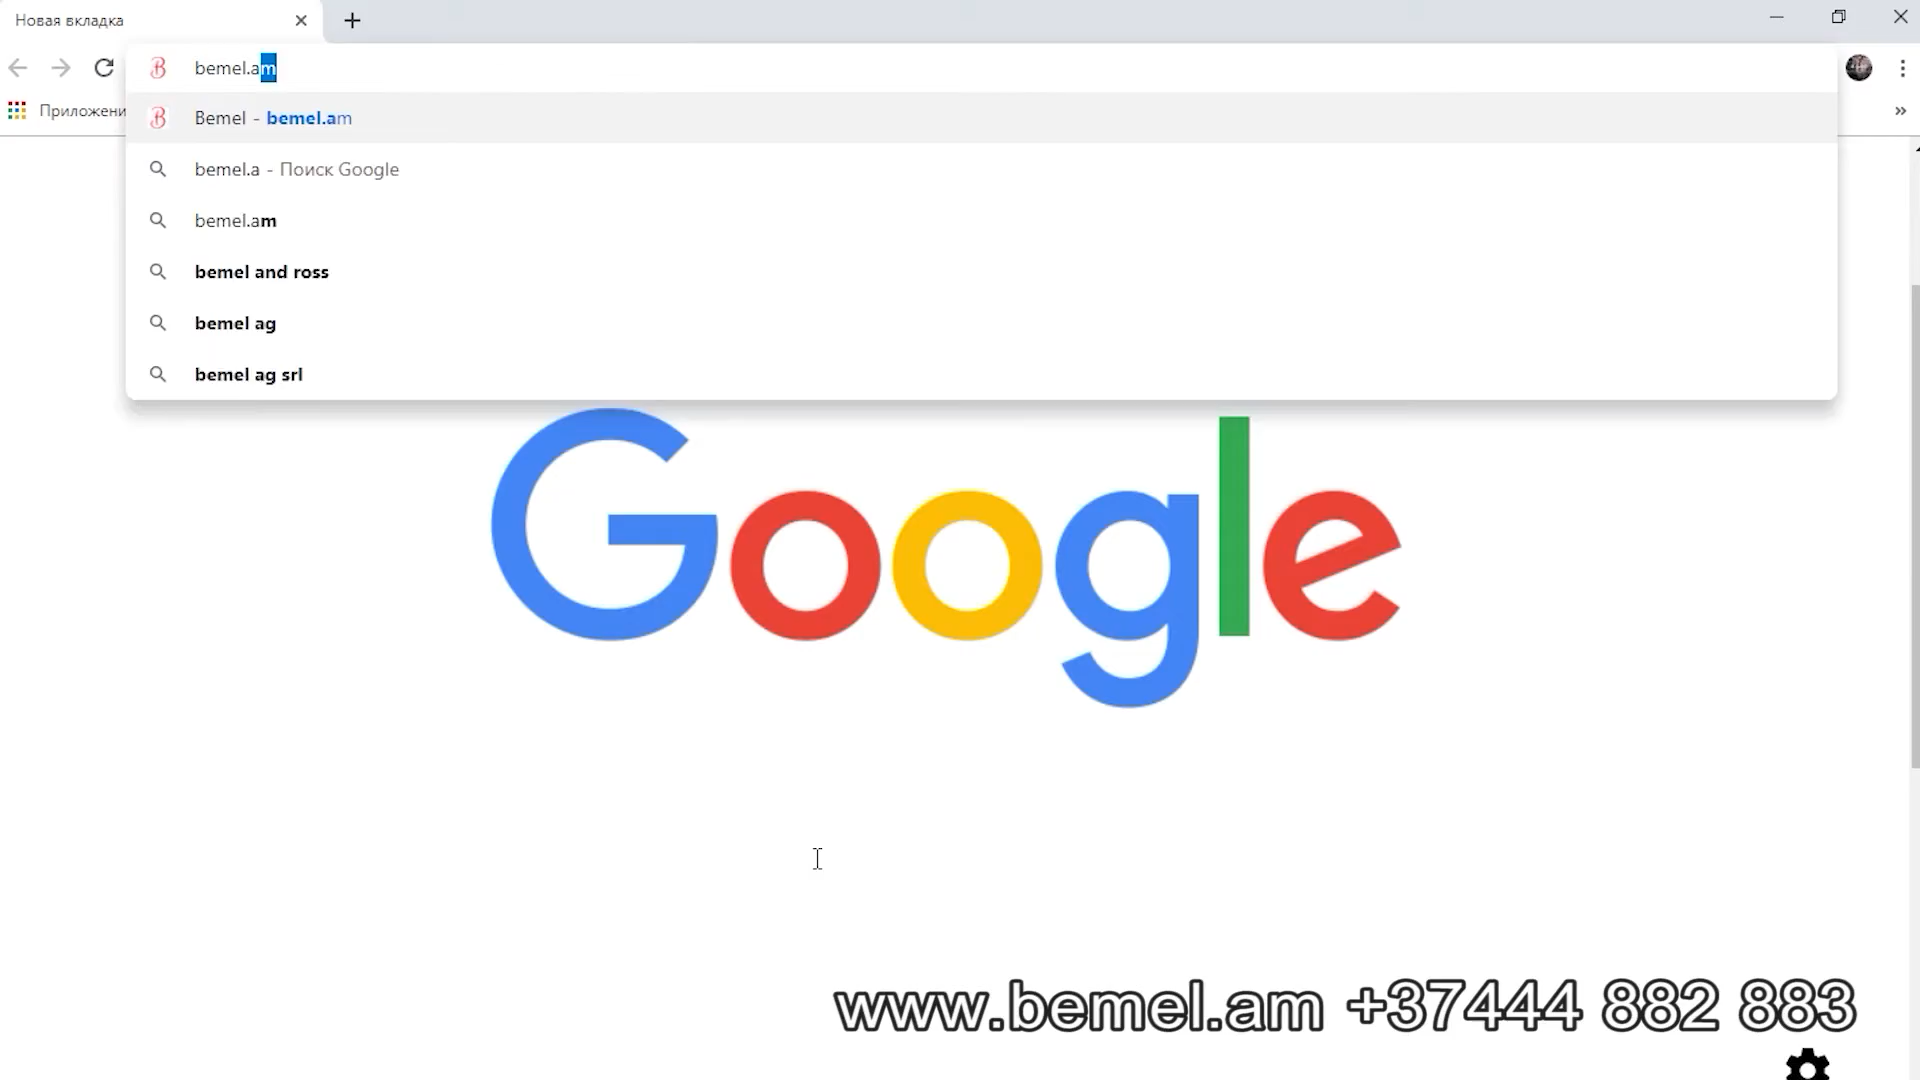 Новая вкладка
bemel.am
Приложени
Bemel - bemel.am
bemel.a - Поиск Google
bemel.am
bemel and ross
bemel ag
bemel ag srl
Google
www.bemel.am +37444 882 883